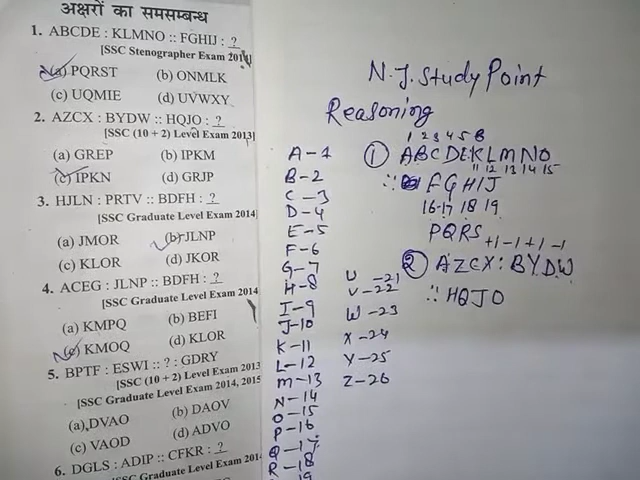 अक्षरों का समसम्बन्ध
1. ABCDE : KLMNO :: FGHIJ : ?
[SSC Stenographer Exam 2011]
(a) PQRST (b) ONMLK
(c) UQMIE (d) UVWXY
2. AZCX : BYDW :: HQJO : ?
[SSC (10 + 2) Level Exam 2013]
(a) GREP (b) IPKM
(c) IPKN (d) GRJP
3. HJLN : PRTV :: BDFH : ?
[SSC Graduate Level Exam 2014]
(a) JMOR (b) JLNP
(c) KLOR (d) JKOR
4. ACEG : JLNP :: BDFH : ?
[SSC Graduate Level Exam 2014
(a) KMPQ (b) BEFI
(c) KMOQ (d) KLOR
5. BPTF : ESWI :: ? : GDRY
[SSC (10 + 2) Level Exam 2013
SSC Graduate Level Exam 2014, 2015
(a) DVAO (b) DAOV
(c) VAOD (d) ADVO
6. DGLS : ADIP :: CFKR : ?
[SSC Graduate Level Exam 2014
N.J. Study Point
Reasoning
1 2 3 4 5
① ABCDE KLMNO
11 12 13 14 15
∴ FGHIJ
16-17 18 19
PQRS
+1 -1 +1 -1
② AZCX : BYDW
∴ HQJO
A-1
B-2
C-3
D-4
E-5
F-6
G-7
H-8
I-9
J-10
K-11
L-12
M-13
N-14
O-15
P-16
Q-17
R-18
19
U-21
V-22
W-23
X-24
Y-25
Z-26